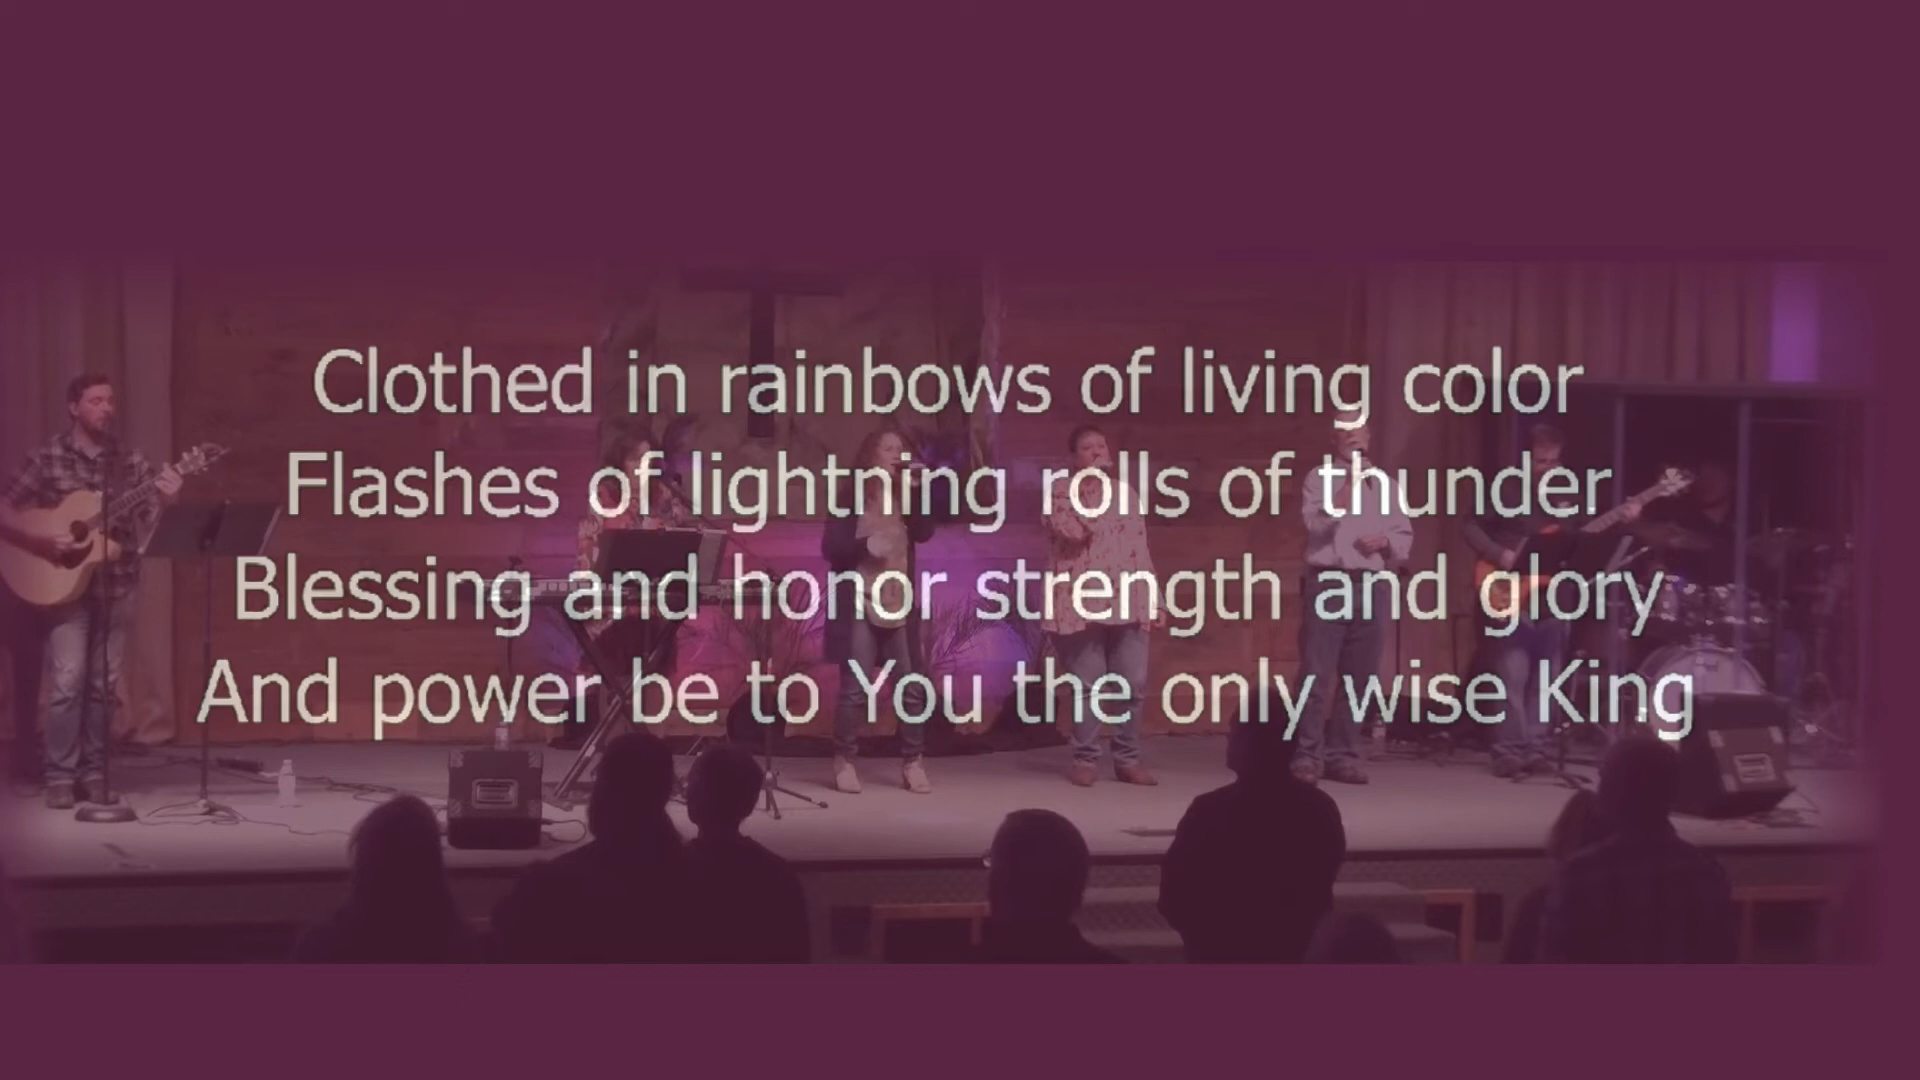 Clothed in rainbows of living color
Flashes of lightning rolls of thunder
Blessing and honor strength and glory
And power be to You the only wise King